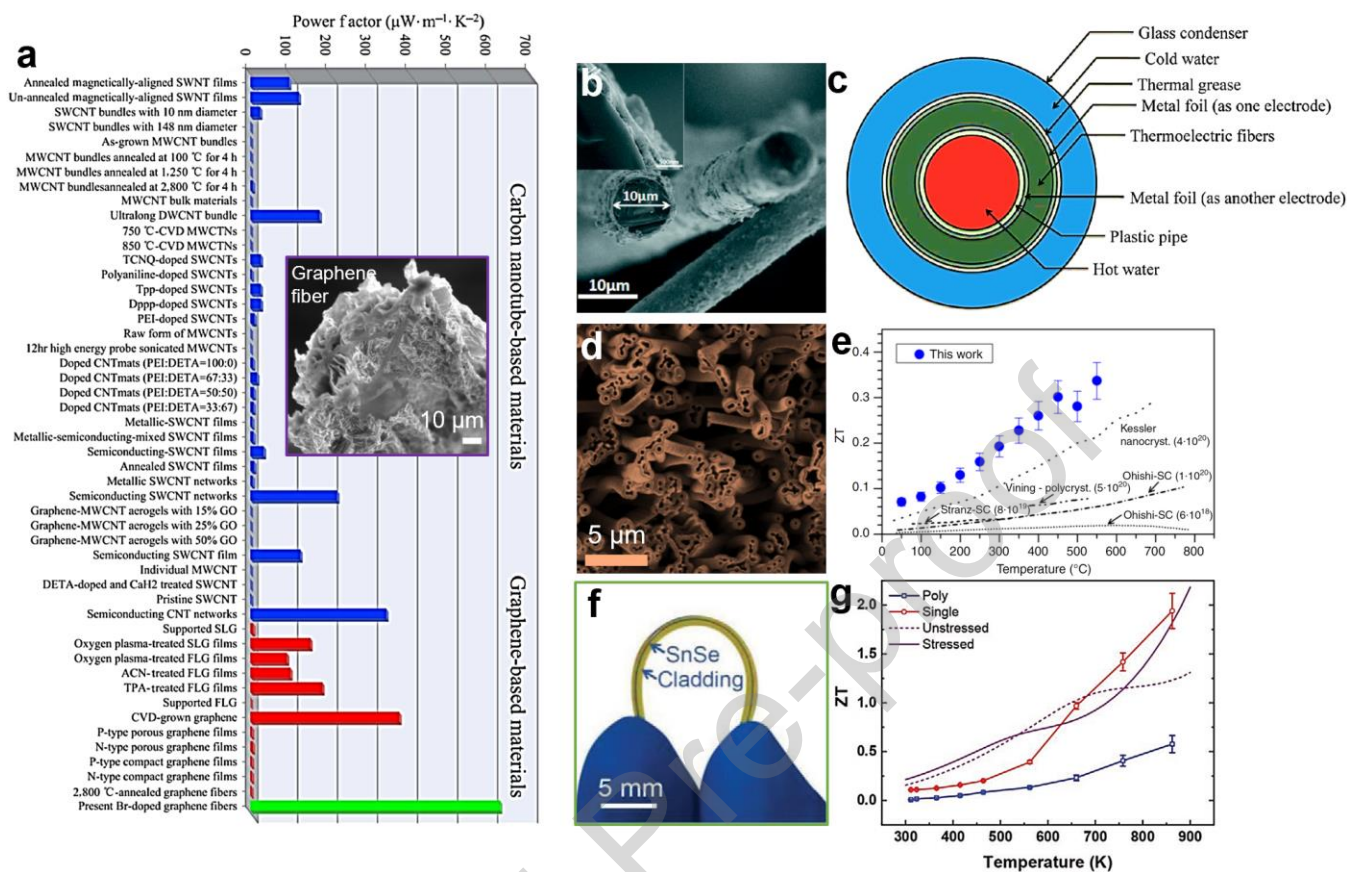 a
Power factor (μW·m⁻¹·K⁻²)
0
100
200
300
400
500
600
700
Annealed magnetically-aligned SWNT films
Un-annealed magnetically-aligned SWNT films
SWCNT bundles with 10 nm diameter
SWCNT bundles with 148 nm diameter
As-grown MWCNT bundles
MWCNT bundles annealed at 100 ℃ for 4 h
MWCNT bundles annealed at 1,250 ℃ for 4 h
MWCNT bundlesannealed at 2,800 ℃ for 4 h
MWCNT bulk materials
Ultralong DWCNT bundle
750 ℃-CVD MWCTNs
850 ℃-CVD MWCTNs
TCNQ-doped SWCNTs
Polyaniline-doped SWCNTs
Tpp-doped SWCNTs
Dppp-doped SWCNTs
PEI-doped SWCNTs
Raw form of MWCNTs
12hr high energy probe sonicated MWCNTs
Doped CNTmats (PEI:DETA=100:0)
Doped CNTmats (PEI:DETA=67:33)
Doped CNTmats (PEI:DETA=50:50)
Doped CNTmats (PEI:DETA=33:67)
Metallic-SWCNT films
Metallic-semiconducting-mixed SWCNT films
Semiconducting-SWCNT films
Annealed SWCNT films
Metallic SWCNT networks
Semiconducting SWCNT networks
Graphene-MWCNT aerogels with 15% GO
Graphene-MWCNT aerogels with 25% GO
Graphene-MWCNT aerogels with 50% GO
Semiconducting SWCNT film
Individual MWCNT
DETA-doped and CaH2 treated SWCNT
Pristine SWCNT
Semiconducting CNT networks
Supported SLG
Oxygen plasma-treated SLG films
Oxygen plasma-treated FLG films
ACN-treated FLG films
TPA-treated FLG films
Supported FLG
CVD-grown graphene
P-type porous graphene films
N-type porous graphene films
P-type compact graphene films
N-type compact graphene films
2,800 ℃-annealed graphene fibers
Present Br-doped graphene fibers
Carbon nanotube-based materials
Graphene-based materials
Graphene
fiber
10 μm
b
10μm
10μm
c
Glass condenser
Cold water
Thermal grease
Metal foil (as one electrode)
Thermoelectric fibers
Metal foil (as another electrode)
Plastic pipe
Hot water
d
5 μm
e
This work
ZT
0.4
0.3
0.2
0.1
0.0
Kessler
nanocryst. (4·10²⁰)
Vining - polycryst. (5·10²⁰)
Ohishi-SC (1·10²⁰)
Stranz-SC (8·10¹⁹)
Ohishi-SC (6·10¹⁸)
0 100 200 300 400 500 600 700 800
Temperature (°C)
f
SnSe
Cladding
5 mm
g
Poly
Single
Unstressed
Stressed
ZT
2.0
1.5
1.0
0.5
0.0
300 400 500 600 700 800 900
Temperature (K)
Pre-proof